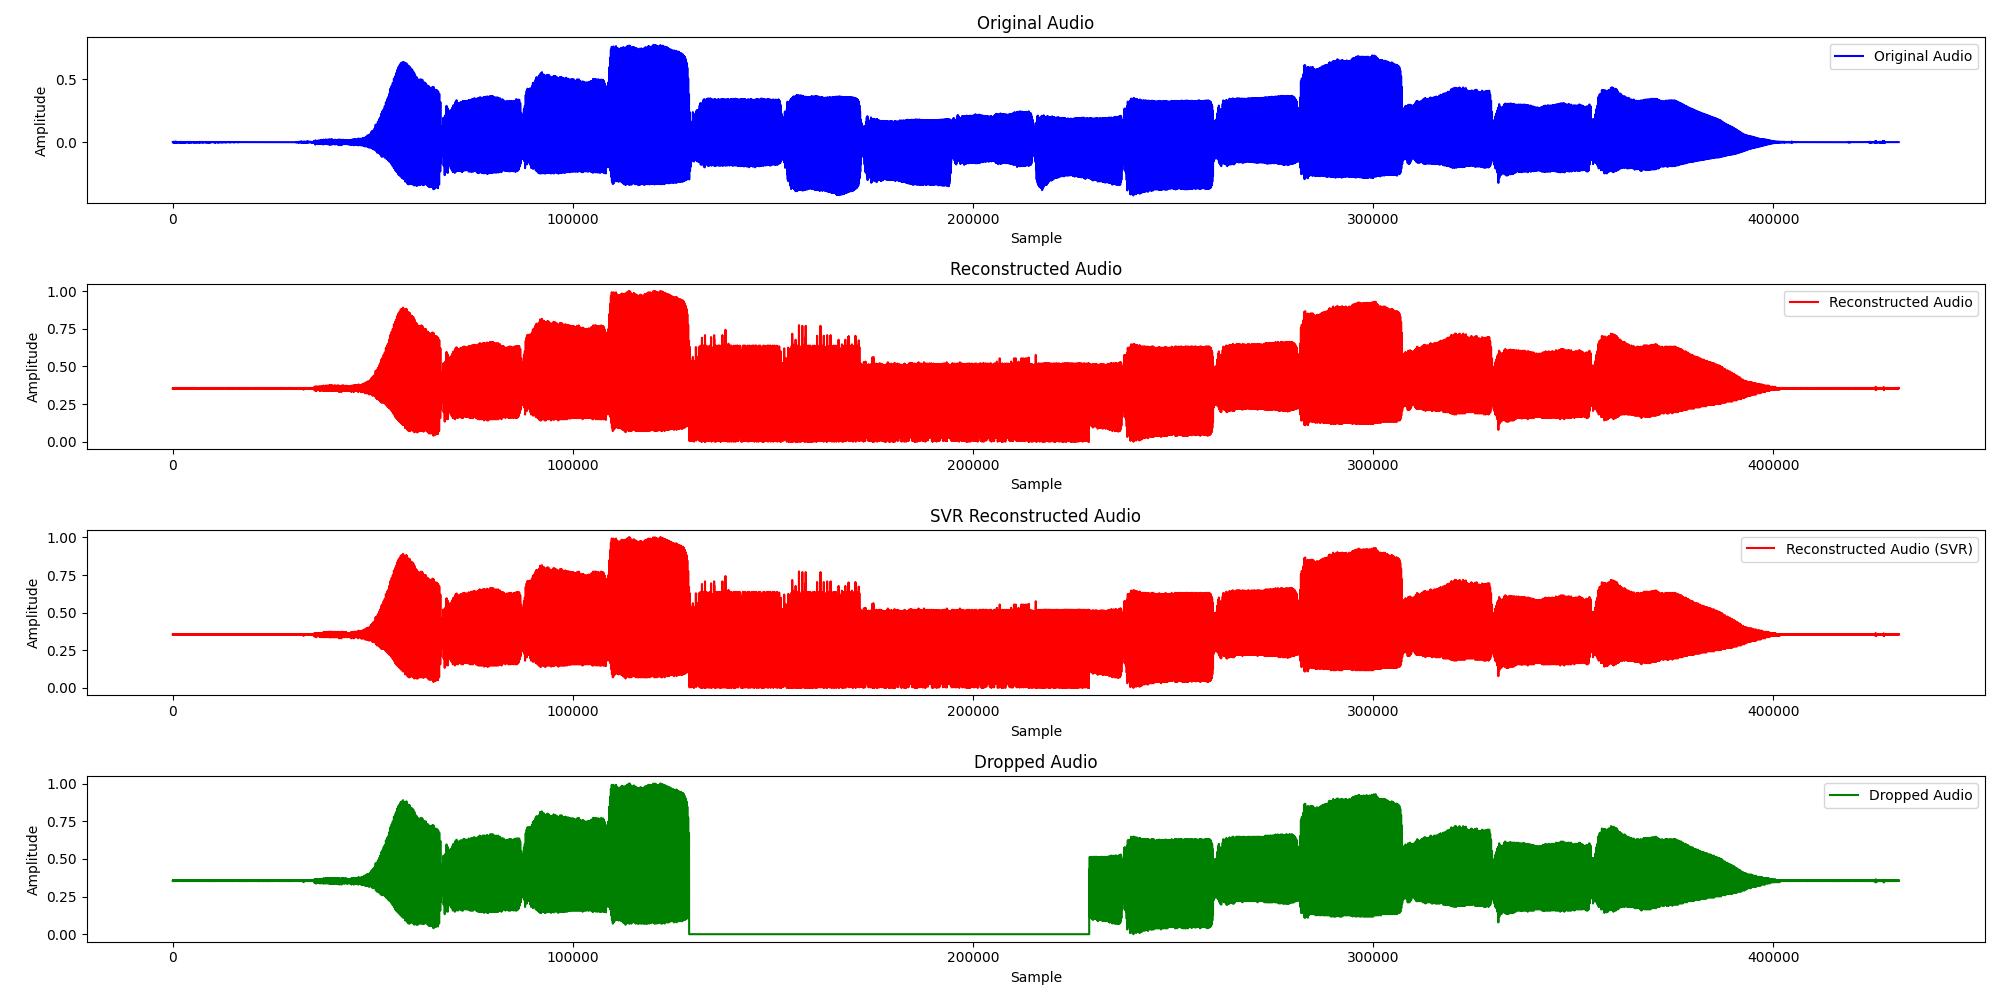 Original Audio
Amplitude
0.5
0.0
Original Audio
0 100000 200000 300000 400000
Sample
Reconstructed Audio
Amplitude
1.00
0.75
0.50
0.25
0.00
Reconstructed Audio
0 100000 200000 300000 400000
Sample
SVR Reconstructed Audio
Amplitude
1.00
0.75
0.50
0.25
0.00
Reconstructed Audio (SVR)
0 100000 200000 300000 400000
Sample
Dropped Audio
Amplitude
1.00
0.75
0.50
0.25
0.00
Dropped Audio
0 100000 200000 300000 400000
Sample